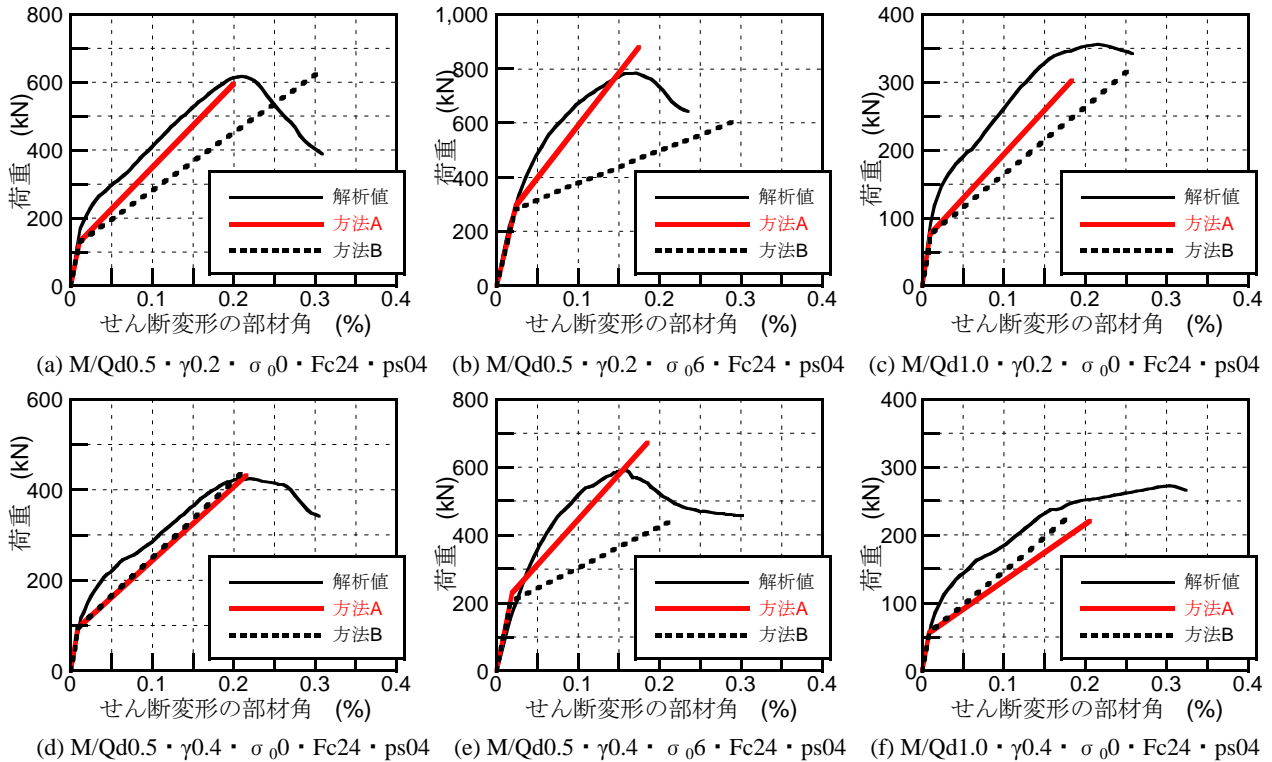 800
600
400
200
0
荷重 (kN)
0 0.1 0.2 0.3 0.4
せん断変形の部材角 (%)
解析値
方法A
方法B
(a) M/Qd0.5・γ0.2・σ₀0・Fc24・ps04
1,000
800
600
400
200
0
荷重 (kN)
0 0.1 0.2 0.3 0.4
せん断変形の部材角 (%)
解析値
方法A
方法B
(b) M/Qd0.5・γ0.2・σ₀6・Fc24・ps04
400
300
200
100
0
荷重 (kN)
0 0.1 0.2 0.3 0.4
せん断変形の部材角 (%)
解析値
方法A
方法B
(c) M/Qd1.0・γ0.2・σ₀0・Fc24・ps04
600
400
200
0
荷重 (kN)
0 0.1 0.2 0.3 0.4
せん断変形の部材角 (%)
解析値
方法A
方法B
(d) M/Qd0.5・γ0.4・σ₀0・Fc24・ps04
800
600
400
200
0
荷重 (kN)
0 0.1 0.2 0.3 0.4
せん断変形の部材角 (%)
解析値
方法A
方法B
(e) M/Qd0.5・γ0.4・σ₀6・Fc24・ps04
400
300
200
100
0
荷重 (kN)
0 0.1 0.2 0.3 0.4
せん断変形の部材角 (%)
解析値
方法A
方法B
(f) M/Qd1.0・γ0.4・σ₀0・Fc24・ps04